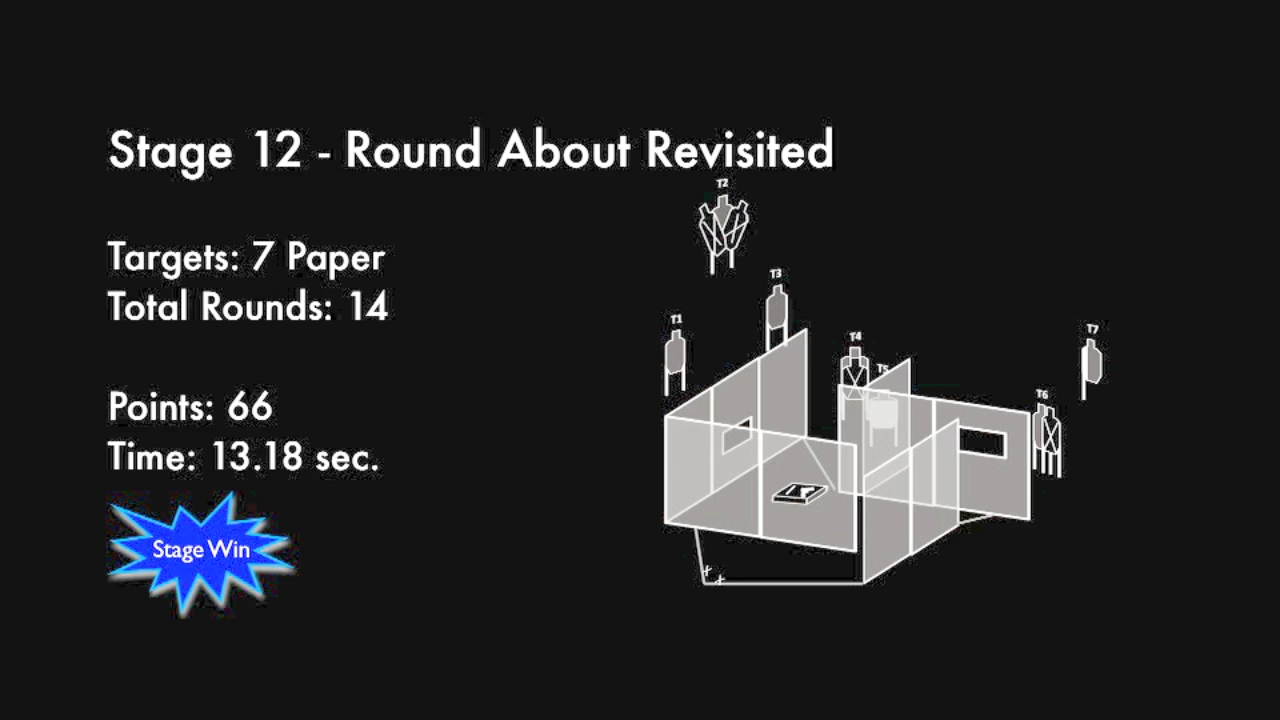 Stage 12 - Round About Revisited
Targets: 7 Paper
Total Rounds: 14
Points: 66
Time: 13.18 sec.
Stage Win
T2
T3
T1
T4
T5
T7
T6